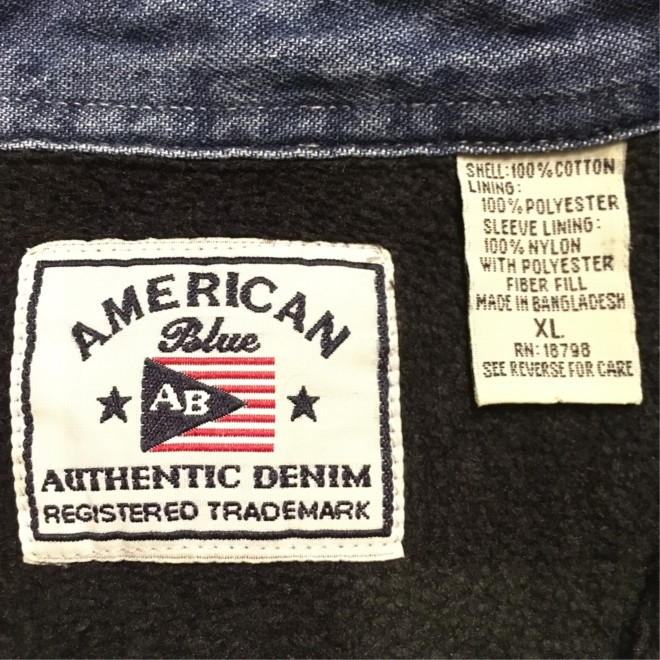 AMERICAN
Blue
AB
AUTHENTIC DENIM
REGISTERED TRADEMARK
SHELL:100%COTTON
LINING:
100%POLYESTER
SLEEVE LINING:
100%NYLON
WITH POLYESTER
FIBER FILL
MADE IN BANGLADESH
XL
RN:18798
SEE REVERSE FOR CARE